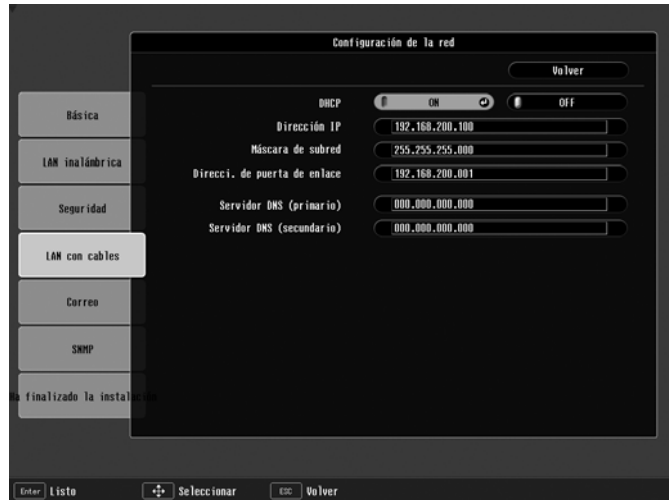 Configuración de la red
Volver
DHCP ON OFF
Dirección IP 192.168.200.100
Máscara de subred 255.255.255.000
Direcci. de puerta de enlace 192.168.200.001
Servidor DNS (primario) 000.000.000.000
Servidor DNS (secundario) 000.000.000.000
Básica
LAN inalámbrica
Seguridad
LAN con cables
Correo
SNMP
Ha finalizado la instalación
Enter Listo Seleccionar ESC Volver